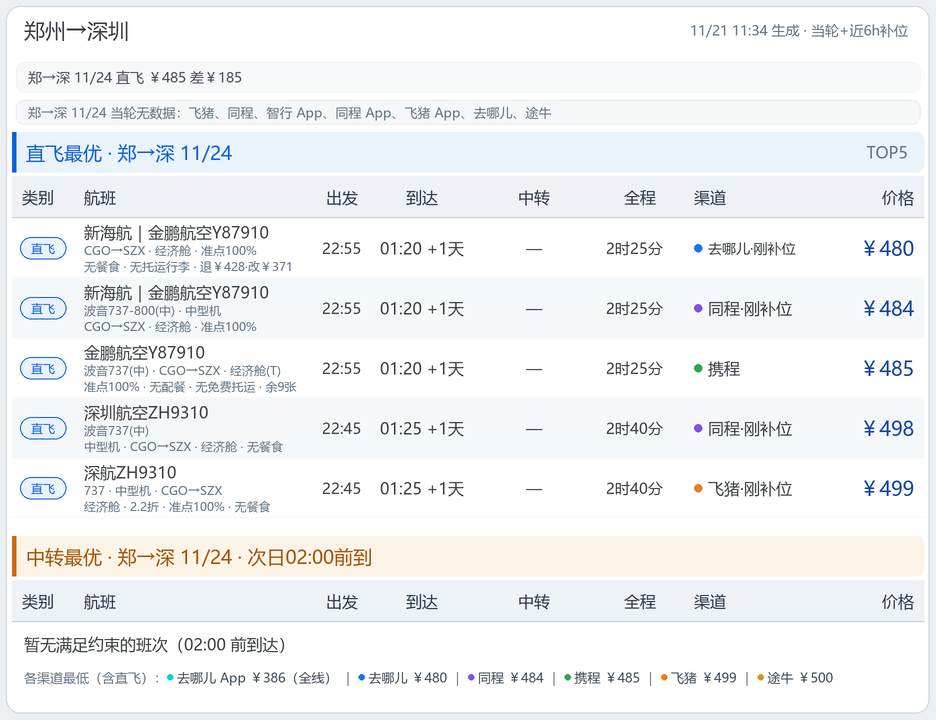 郑州→深圳
11/21 11:34 生成 · 当轮+近6h补位
郑→深 11/24 直飞 ￥485 差￥185
郑→深 11/24 当轮无数据：飞猪、同程、智行 App、同程 App、飞猪 App、去哪儿、途牛
直飞最优 · 郑→深 11/24 TOP5
类别 航班 出发 到达 中转 全程 渠道 价格
新海航｜金鹏航空Y87910
直飞 CGO→SZX · 经济舱 · 准点100% 22:55 01:20 +1天 — 2时25分 去哪儿·刚补位 ￥480
无餐食 · 无托运行李 · 退￥428·改￥371
新海航｜金鹏航空Y87910
直飞 波音737-800(中) · 中型机 22:55 01:20 +1天 — 2时25分 同程·刚补位 ￥484
CGO→SZX · 经济舱 · 准点100%
金鹏航空Y87910
直飞 波音737(中) · CGO→SZX · 经济舱(T) 22:55 01:20 +1天 — 2时25分 携程 ￥485
准点100% · 无配餐 · 无免费托运 · 余9张
深圳航空ZH9310
直飞 波音737(中) 22:45 01:25 +1天 — 2时40分 同程·刚补位 ￥498
中型机 · CGO→SZX · 经济舱 · 无餐食
深航ZH9310
直飞 737 · 中型机 · CGO→SZX 22:45 01:25 +1天 — 2时40分 飞猪·刚补位 ￥499
经济舱 · 2.2折 · 准点100% · 无餐食
中转最优 · 郑→深 11/24 · 次日02:00前到
类别 航班 出发 到达 中转 全程 渠道 价格
暂无满足约束的班次（02:00 前到达）
各渠道最低（含直飞）: 去哪儿 App ￥386（全线） | 去哪儿 ￥480 | 同程 ￥484 | 携程 ￥485 | 飞猪 ￥499 | 途牛 ￥500